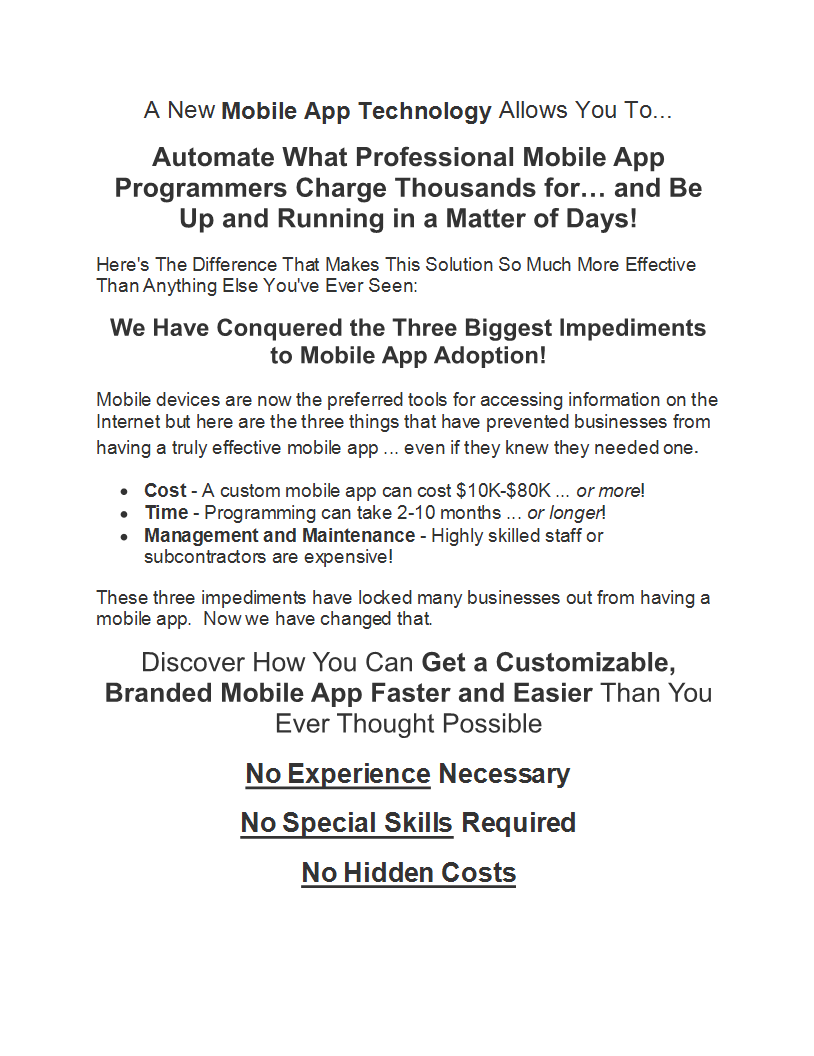 A New Mobile App Technology Allows You To...
Automate What Professional Mobile App
Programmers Charge Thousands for… and Be
Up and Running in a Matter of Days!
Here's The Difference That Makes This Solution So Much More Effective
Than Anything Else You've Ever Seen:
We Have Conquered the Three Biggest Impediments
to Mobile App Adoption!
Mobile devices are now the preferred tools for accessing information on the
Internet but here are the three things that have prevented businesses from
having a truly effective mobile app ... even if they knew they needed one.
• Cost - A custom mobile app can cost $10K-$80K ... or more!
• Time - Programming can take 2-10 months ... or longer!
• Management and Maintenance - Highly skilled staff or
subcontractors are expensive!
These three impediments have locked many businesses out from having a
mobile app.  Now we have changed that.
Discover How You Can Get a Customizable,
Branded Mobile App Faster and Easier Than You
Ever Thought Possible
No Experience Necessary
No Special Skills Required
No Hidden Costs